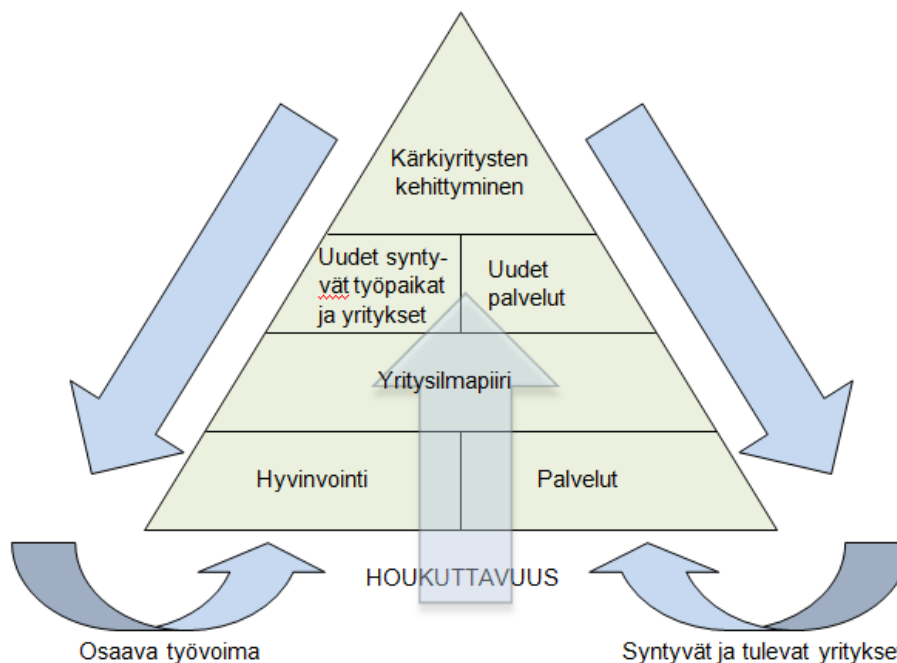 Kärkiyritysten
kehittyminen
Uudet synty-
vät työpaikat
ja yritykset
Uudet
palvelut
Yritysilmapiiri
Hyvinvointi
Palvelut
HOUKUTTAVUUS
Osaava työvoima
Syntyvät ja tulevat yritykset